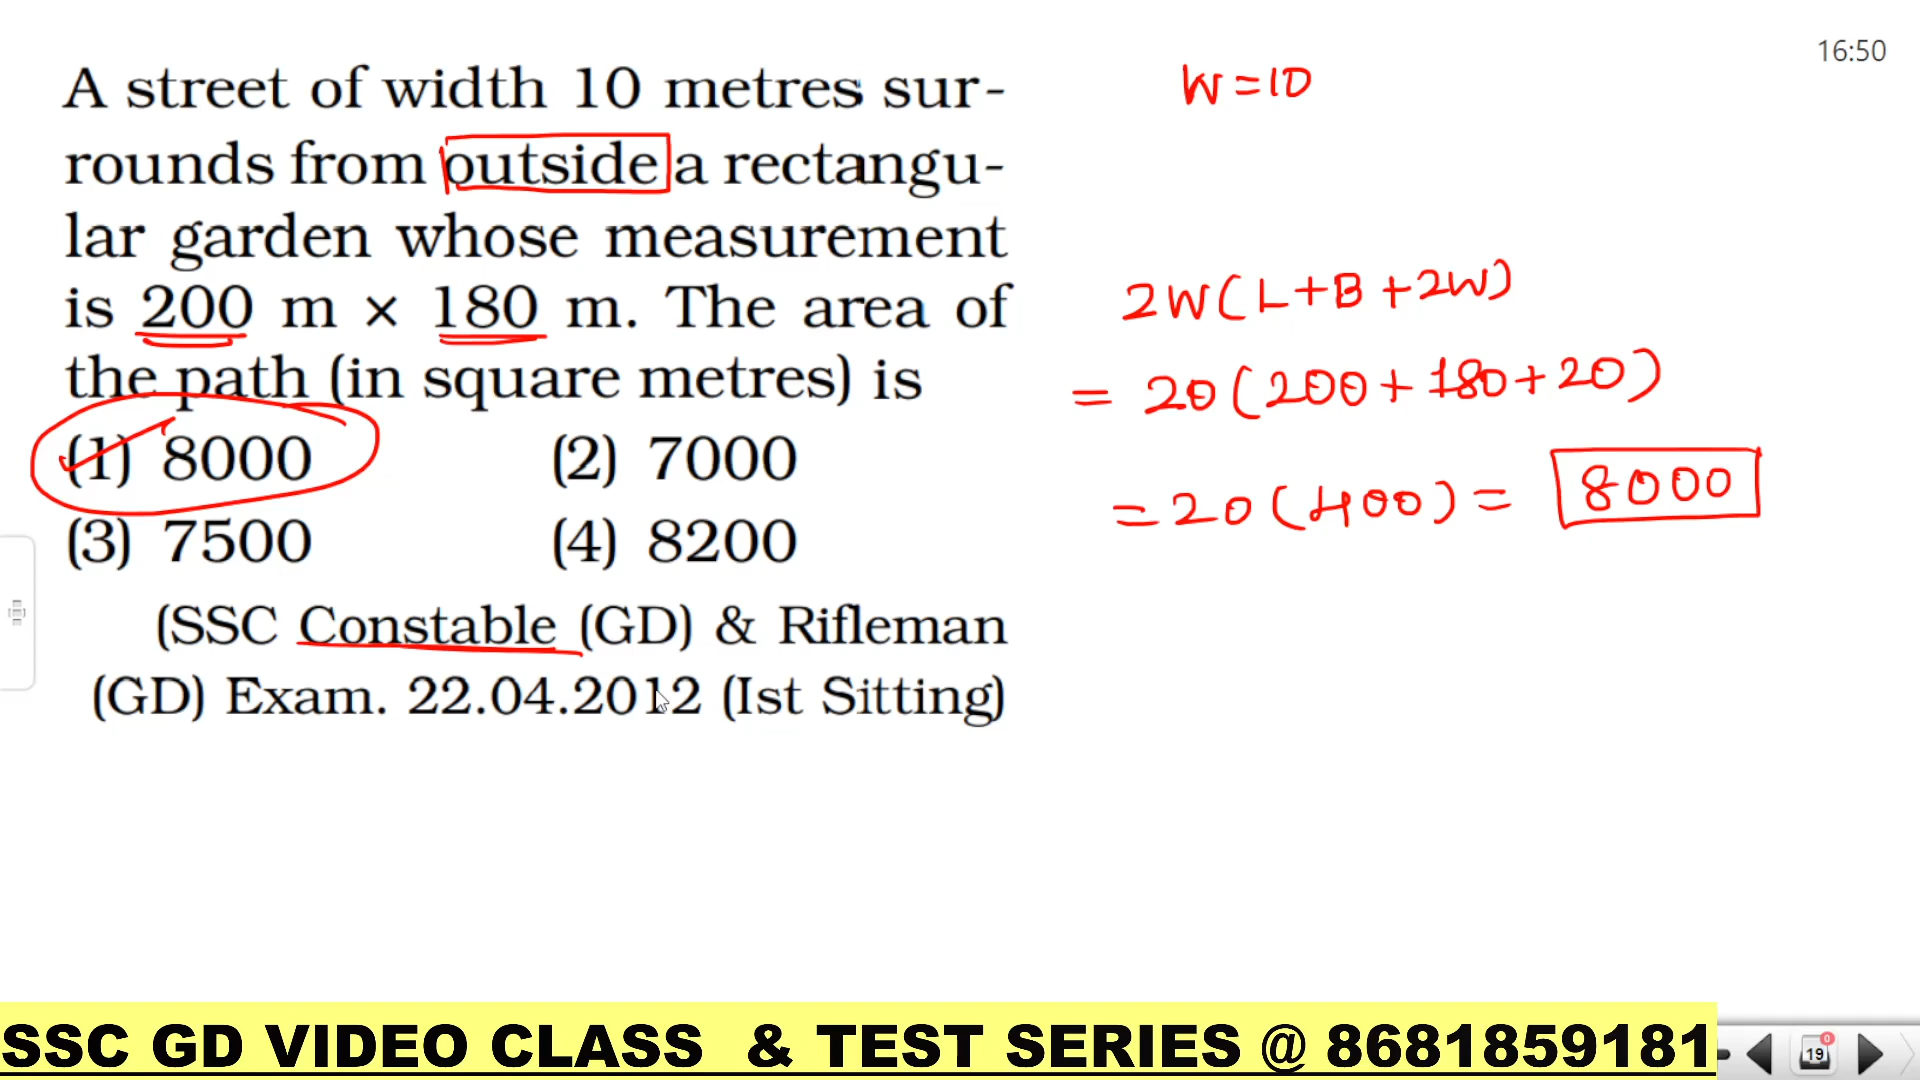 16:50
A street of width 10 metres sur-
rounds from outside a rectangu-
lar garden whose measurement
is 200 m × 180 m. The area of
the path (in square metres) is
(1) 8000 (2) 7000
(3) 7500 (4) 8200
(SSC Constable (GD) & Rifleman
(GD) Exam. 22.04.2012 (Ist Sitting)
W=10
2W(L+B+2W)
= 20(200+180+20)
= 20(400) = 8000
SSC GD VIDEO CLASS & TEST SERIES @ 8681859181
0
19